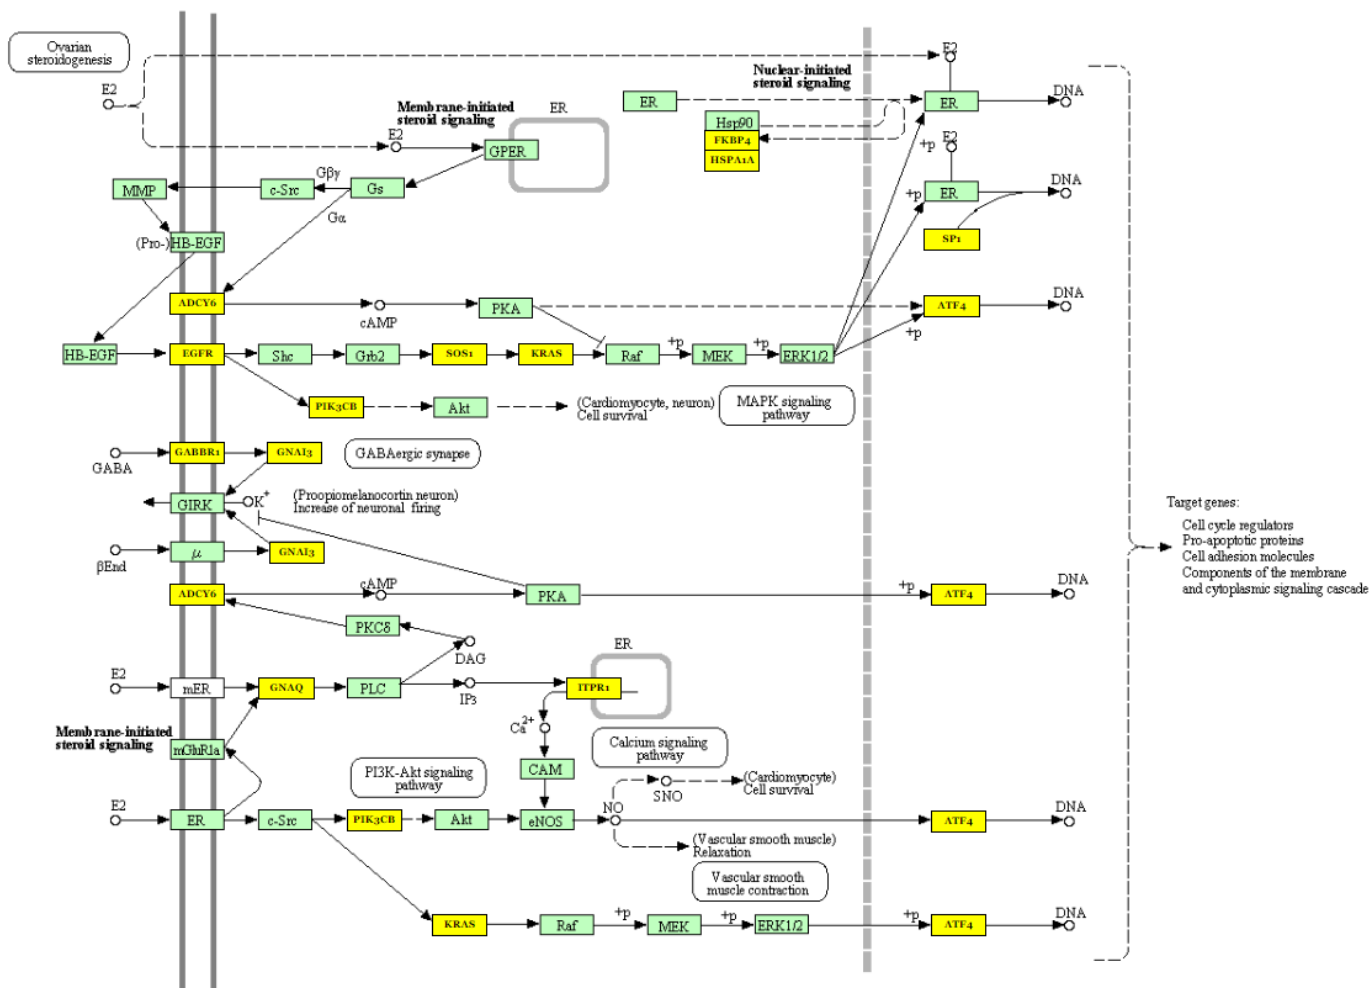 Ovarian
steroidogenesis
E2
E2
Nuclear-initiated
steroid signaling
ER
ER
DNA
Membrane-initiated
steroid signaling
ER
Hsp90
FKBP4
HSPA1A
E2
GPER
+p
E2
MMP
c-Src
Gβγ
Gs
Gα
+p
ER
DNA
(Pro-)
HB-EGF
SP1
ADCY6
cAMP
PKA
ATF4
DNA
+p
HB-EGF
EGFR
Shc
Grb2
SOS1
KRAS
Raf
+p
MEK
+p
ERK1/2
PIK3CB
Akt
(Cardiomyocyte, neuron)
Cell survival
MAPK signaling
pathway
GABA
GABBR1
GNAI3
GABAergic synapse
GIRK
K+
(Proopiomelanocortin neuron)
Increase of neuronal firing
Target genes:
Cell cycle regulators
Pro-apoptotic proteins
Cell adhesion molecules
Components of the membrane
and cytoplasmic signaling cascade
βEnd
μ
GNAI3
ADCY6
cAMP
PKA
+p
ATF4
DNA
PKCδ
DAG
ER
E2
mER
GNAQ
PLC
IP3
ITPR1
Membrane-initiated
steroid signaling
mGluR1a
Ca2+
Calcium signaling
pathway
PI3K-Akt signaling
pathway
CAM
SNO
(Cardiomyocyte)
Cell survival
E2
ER
c-Src
PIK3CB
Akt
eNOS
NO
ATF4
DNA
(Vascular smooth muscle)
Relaxation
Vascular smooth
muscle contraction
KRAS
Raf
+p
MEK
+p
ERK1/2
+p
ATF4
DNA